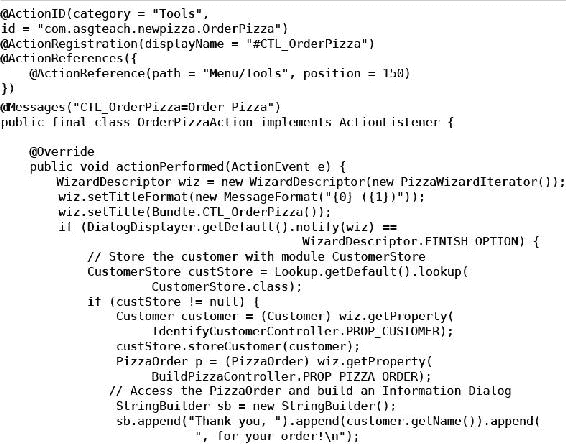 @ActionID(category = "Tools",
id = "com.asgteach.newpizza.OrderPizza")
@ActionRegistration(displayName = "#CTL_OrderPizza")
@ActionReferences({
    @ActionReference(path = "Menu/Tools", position = 150)
})
@Messages("CTL_OrderPizza=Order Pizza")
public final class OrderPizzaAction implements ActionListener {

    @Override
    public void actionPerformed(ActionEvent e) {
        WizardDescriptor wiz = new WizardDescriptor(new PizzaWizardIterator());
        wiz.setTitleFormat(new MessageFormat("{0} ({1})"));
        wiz.setTitle(Bundle.CTL_OrderPizza());
        if (DialogDisplayer.getDefault().notify(wiz) ==
                                          WizardDescriptor.FINISH_OPTION) {
            // Store the customer with module CustomerStore
            CustomerStore custStore = Lookup.getDefault().lookup(
                     CustomerStore.class);
            if (custStore != null) {
                Customer customer = (Customer) wiz.getProperty(
                     IdentifyCustomerController.PROP_CUSTOMER);
                custStore.storeCustomer(customer);
                PizzaOrder p = (PizzaOrder) wiz.getProperty(
                     BuildPizzaController.PROP_PIZZA_ORDER);
               // Access the PizzaOrder and build an Information Dialog
                StringBuilder sb = new StringBuilder();
                sb.append("Thank you, ").append(customer.getName()).append(
                           ", for your order!\n");